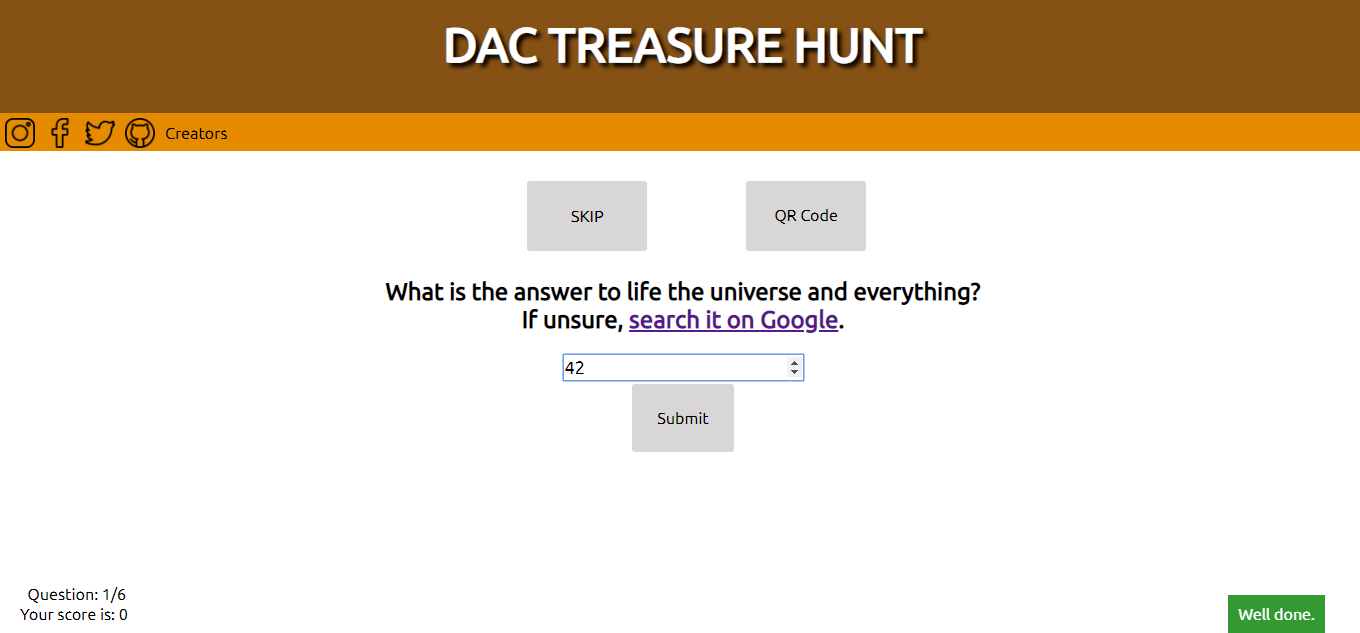 DAC TREASURE HUNT
Creators
SKIP
QR Code
What is the answer to life the universe and everything?
If unsure, search it on Google.
42
Submit
Question: 1/6
Your score is: 0
Well done.